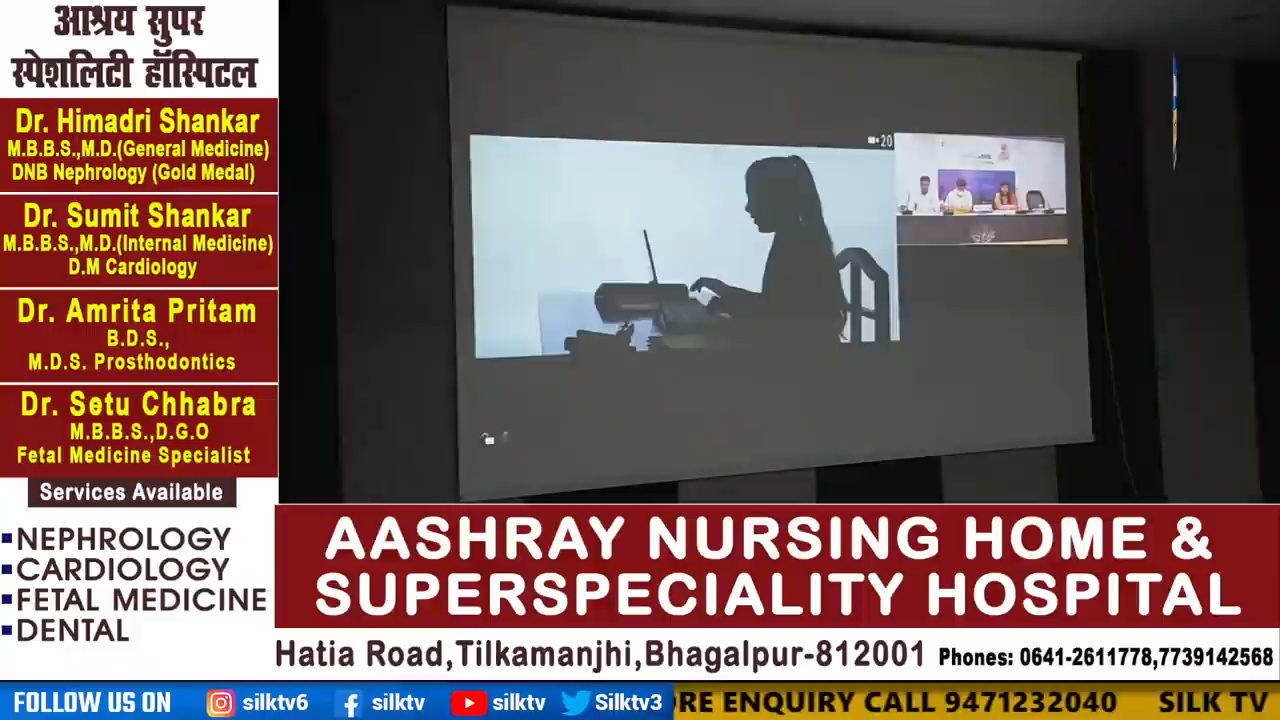 आश्रय सुपर
स्पेशलिटी हॉस्पिटल
Dr. Himadri Shankar
M.B.B.S.,M.D.(General Medicine)
DNB Nephrology (Gold Medal)
Dr. Sumit Shankar
M.B.B.S.,M.D.(Internal Medicine)
D.M Cardiology
Dr. Amrita Pritam
B.D.S.,
M.D.S. Prosthodontics
Dr. Setu Chhabra
M.B.B.S.,D.G.O
Fetal Medicine Specialist
Services Available
NEPHROLOGY
CARDIOLOGY
FETAL MEDICINE
DENTAL
20
AASHRAY NURSING HOME &
SUPERSPECIALITY HOSPITAL
Hatia Road,Tilkamanjhi,Bhagalpur-812001 Phones: 0641-2611778,7739142568
FOLLOW US ON silktv6 silktv silktv Silktv3 ORE ENQUIRY CALL 9471232040 SILK TV